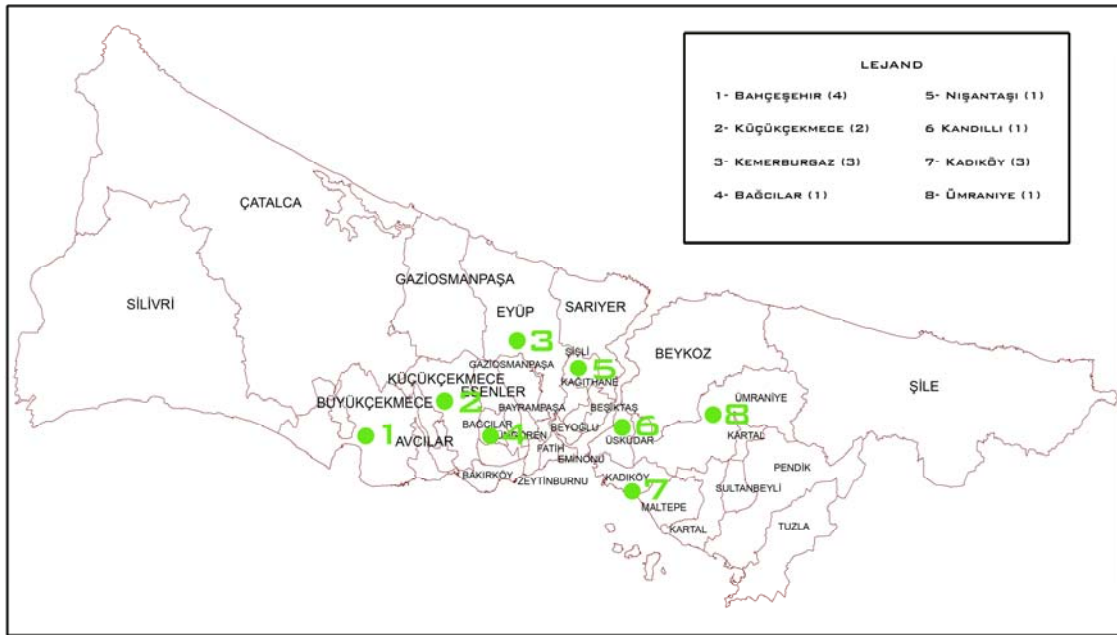 LEJAND
1- BAHÇEŞEHİR (4)
5- NIŞANTAŞI (1)
2- KÜÇÜKÇEKMECE (2)
6 KANDILLI (1)
3- KEMERBURGAZ (3)
7- KADIKÖY (3)
4- BAĞCILAR (1)
8- ÜMRANIYE (1)
ÇATALCA
SİLİVRİ
GAZİOSMANPAŞA
EYÜP
SARIYER
3
ŞİŞLİ
BEYKOZ
GAZİOSMANPAŞA
5
KAĞITHANE
ŞİLE
KÜÇÜKÇEKMECE
ESENLER
BÜYÜKÇEKMECE
2
BAYRAMPAŞA
BEŞİKTAŞ
8
ÜMRANİYE
1
AVCILAR
BAĞCILAR
4
GÜNGÖREN
BEYOĞLU
6
ÜSKÜDAR
KARTAL
FATİH
EMİNÖNÜ
BAKIRKÖY
ZEYTİNBURNU
KADIKÖY
7
MALTEPE
KARTAL
SULTANBEYLİ
PENDİK
TUZLA